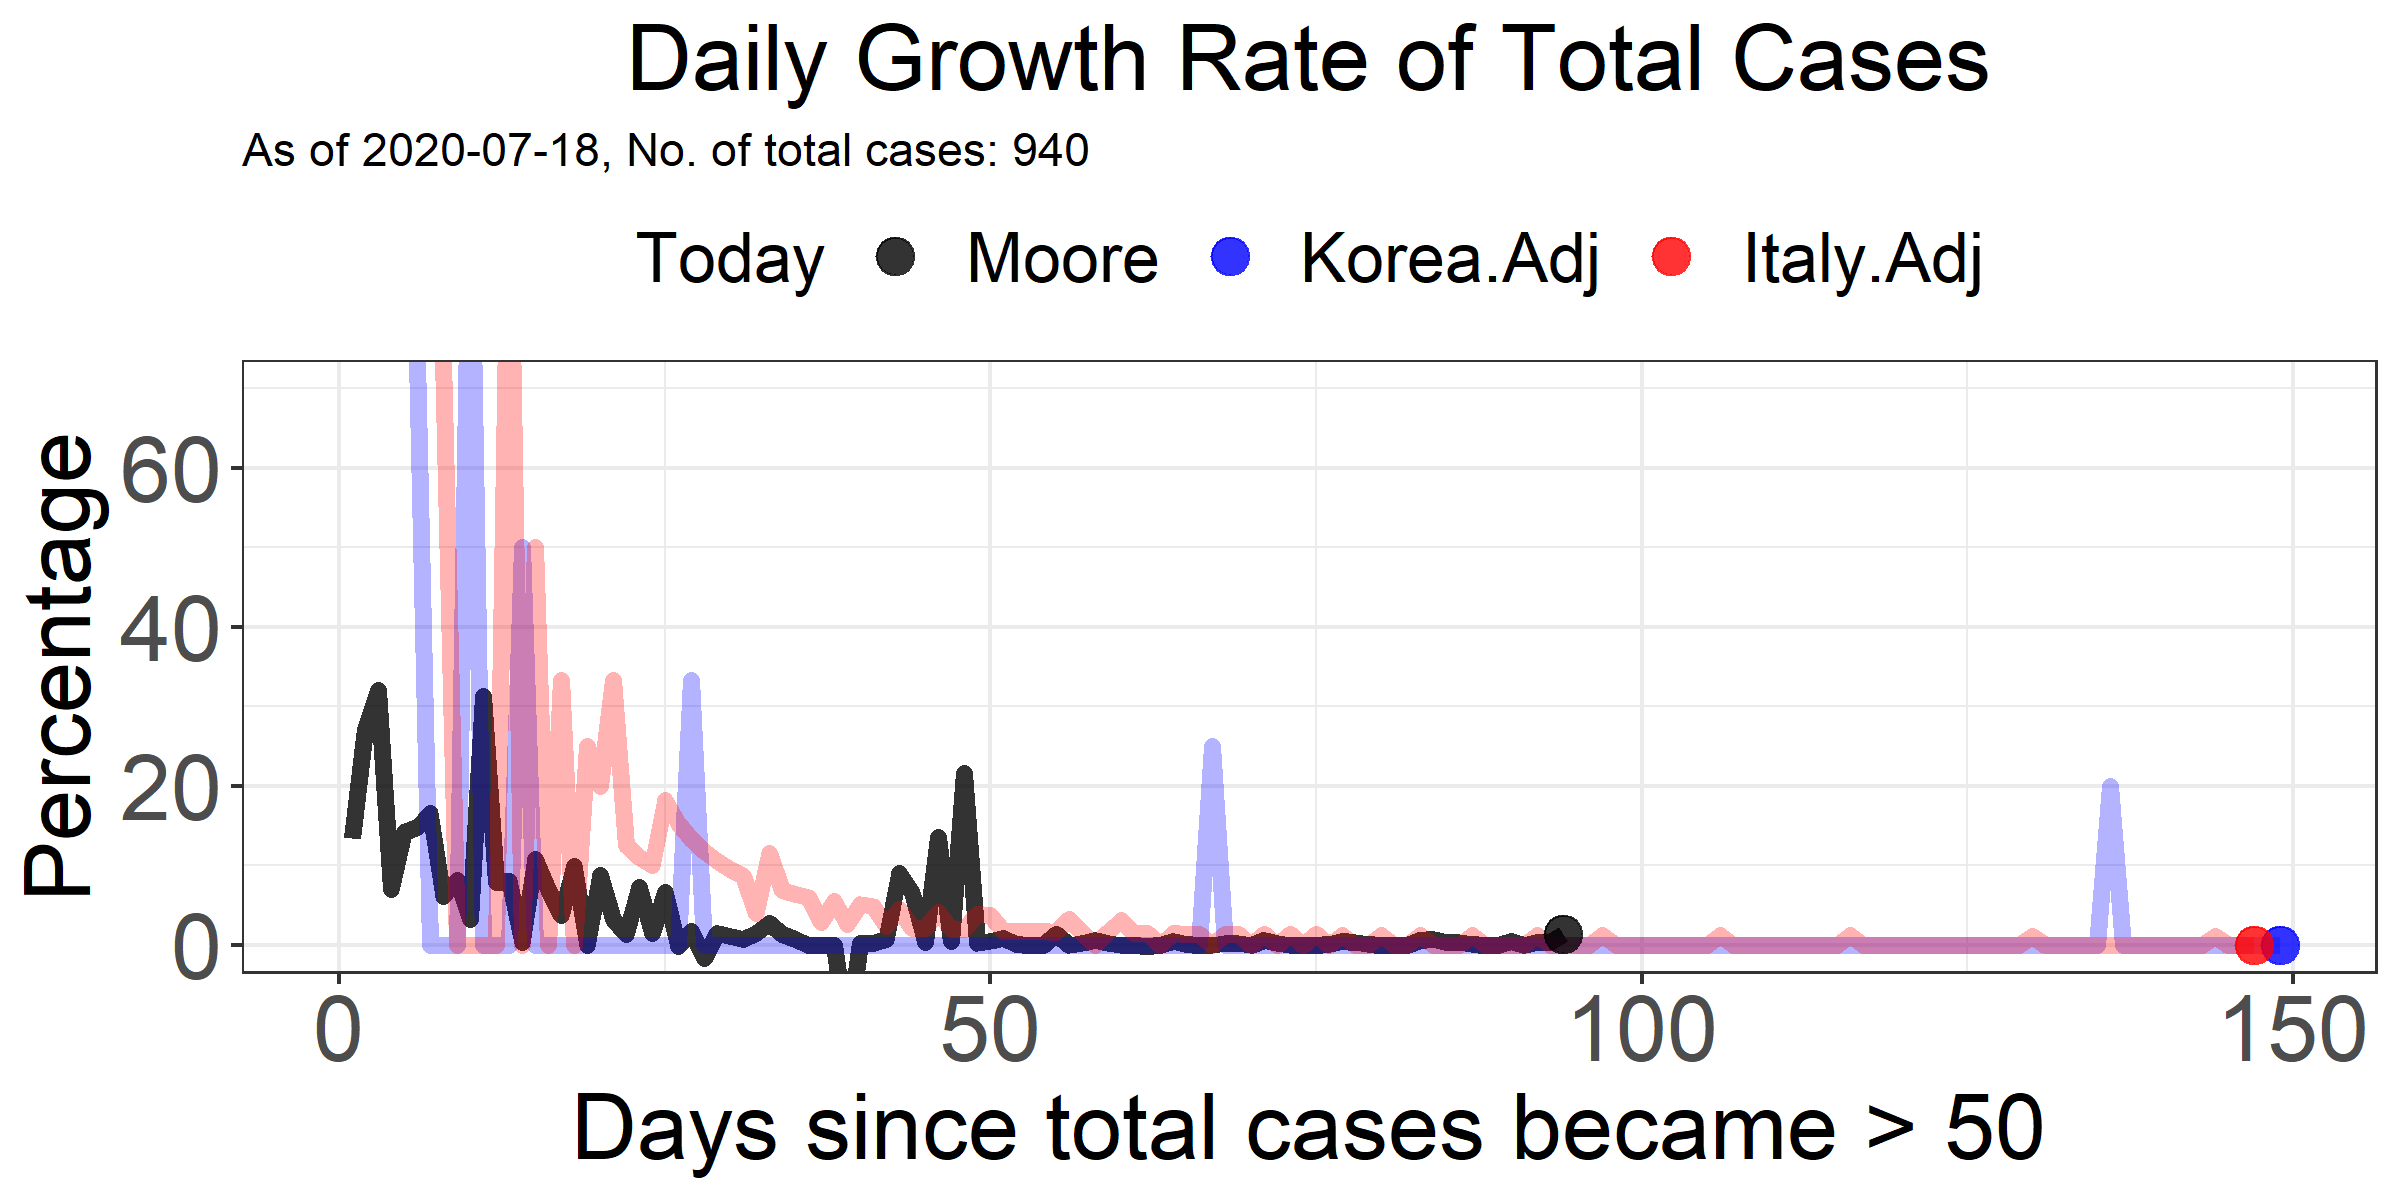 Daily Growth Rate of Total Cases
As of 2020-07-18, No. of total cases: 940
Today Moore Korea.Adj Italy.Adj
Percentage
60
40
20
0
0 50 100 150
Days since total cases became > 50